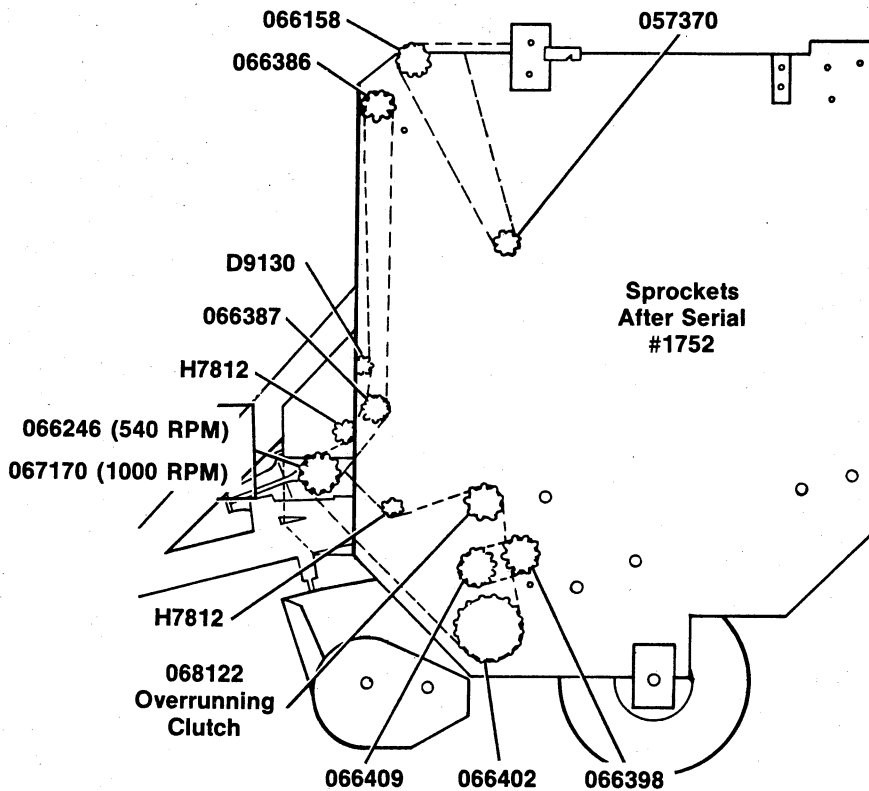 066158
057370
066386
D9130
066387
H7812
Sprockets
After Serial
#1752
066246 (540 RPM)
067170 (1000 RPM)
H7812
068122
Overrunning
Clutch
066409
066402
066398